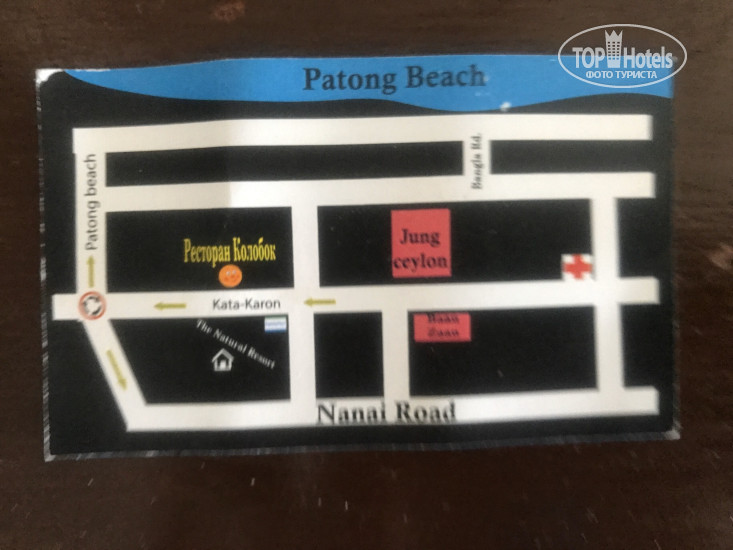 TOP Hotels
ФОТО ТУРИСТА
Patong Beach
Bangla Rd.
Patong beach
Ресторан Колобок
Jung
ceylon
Kata-Karon
The Natural Resort
Nanai Road